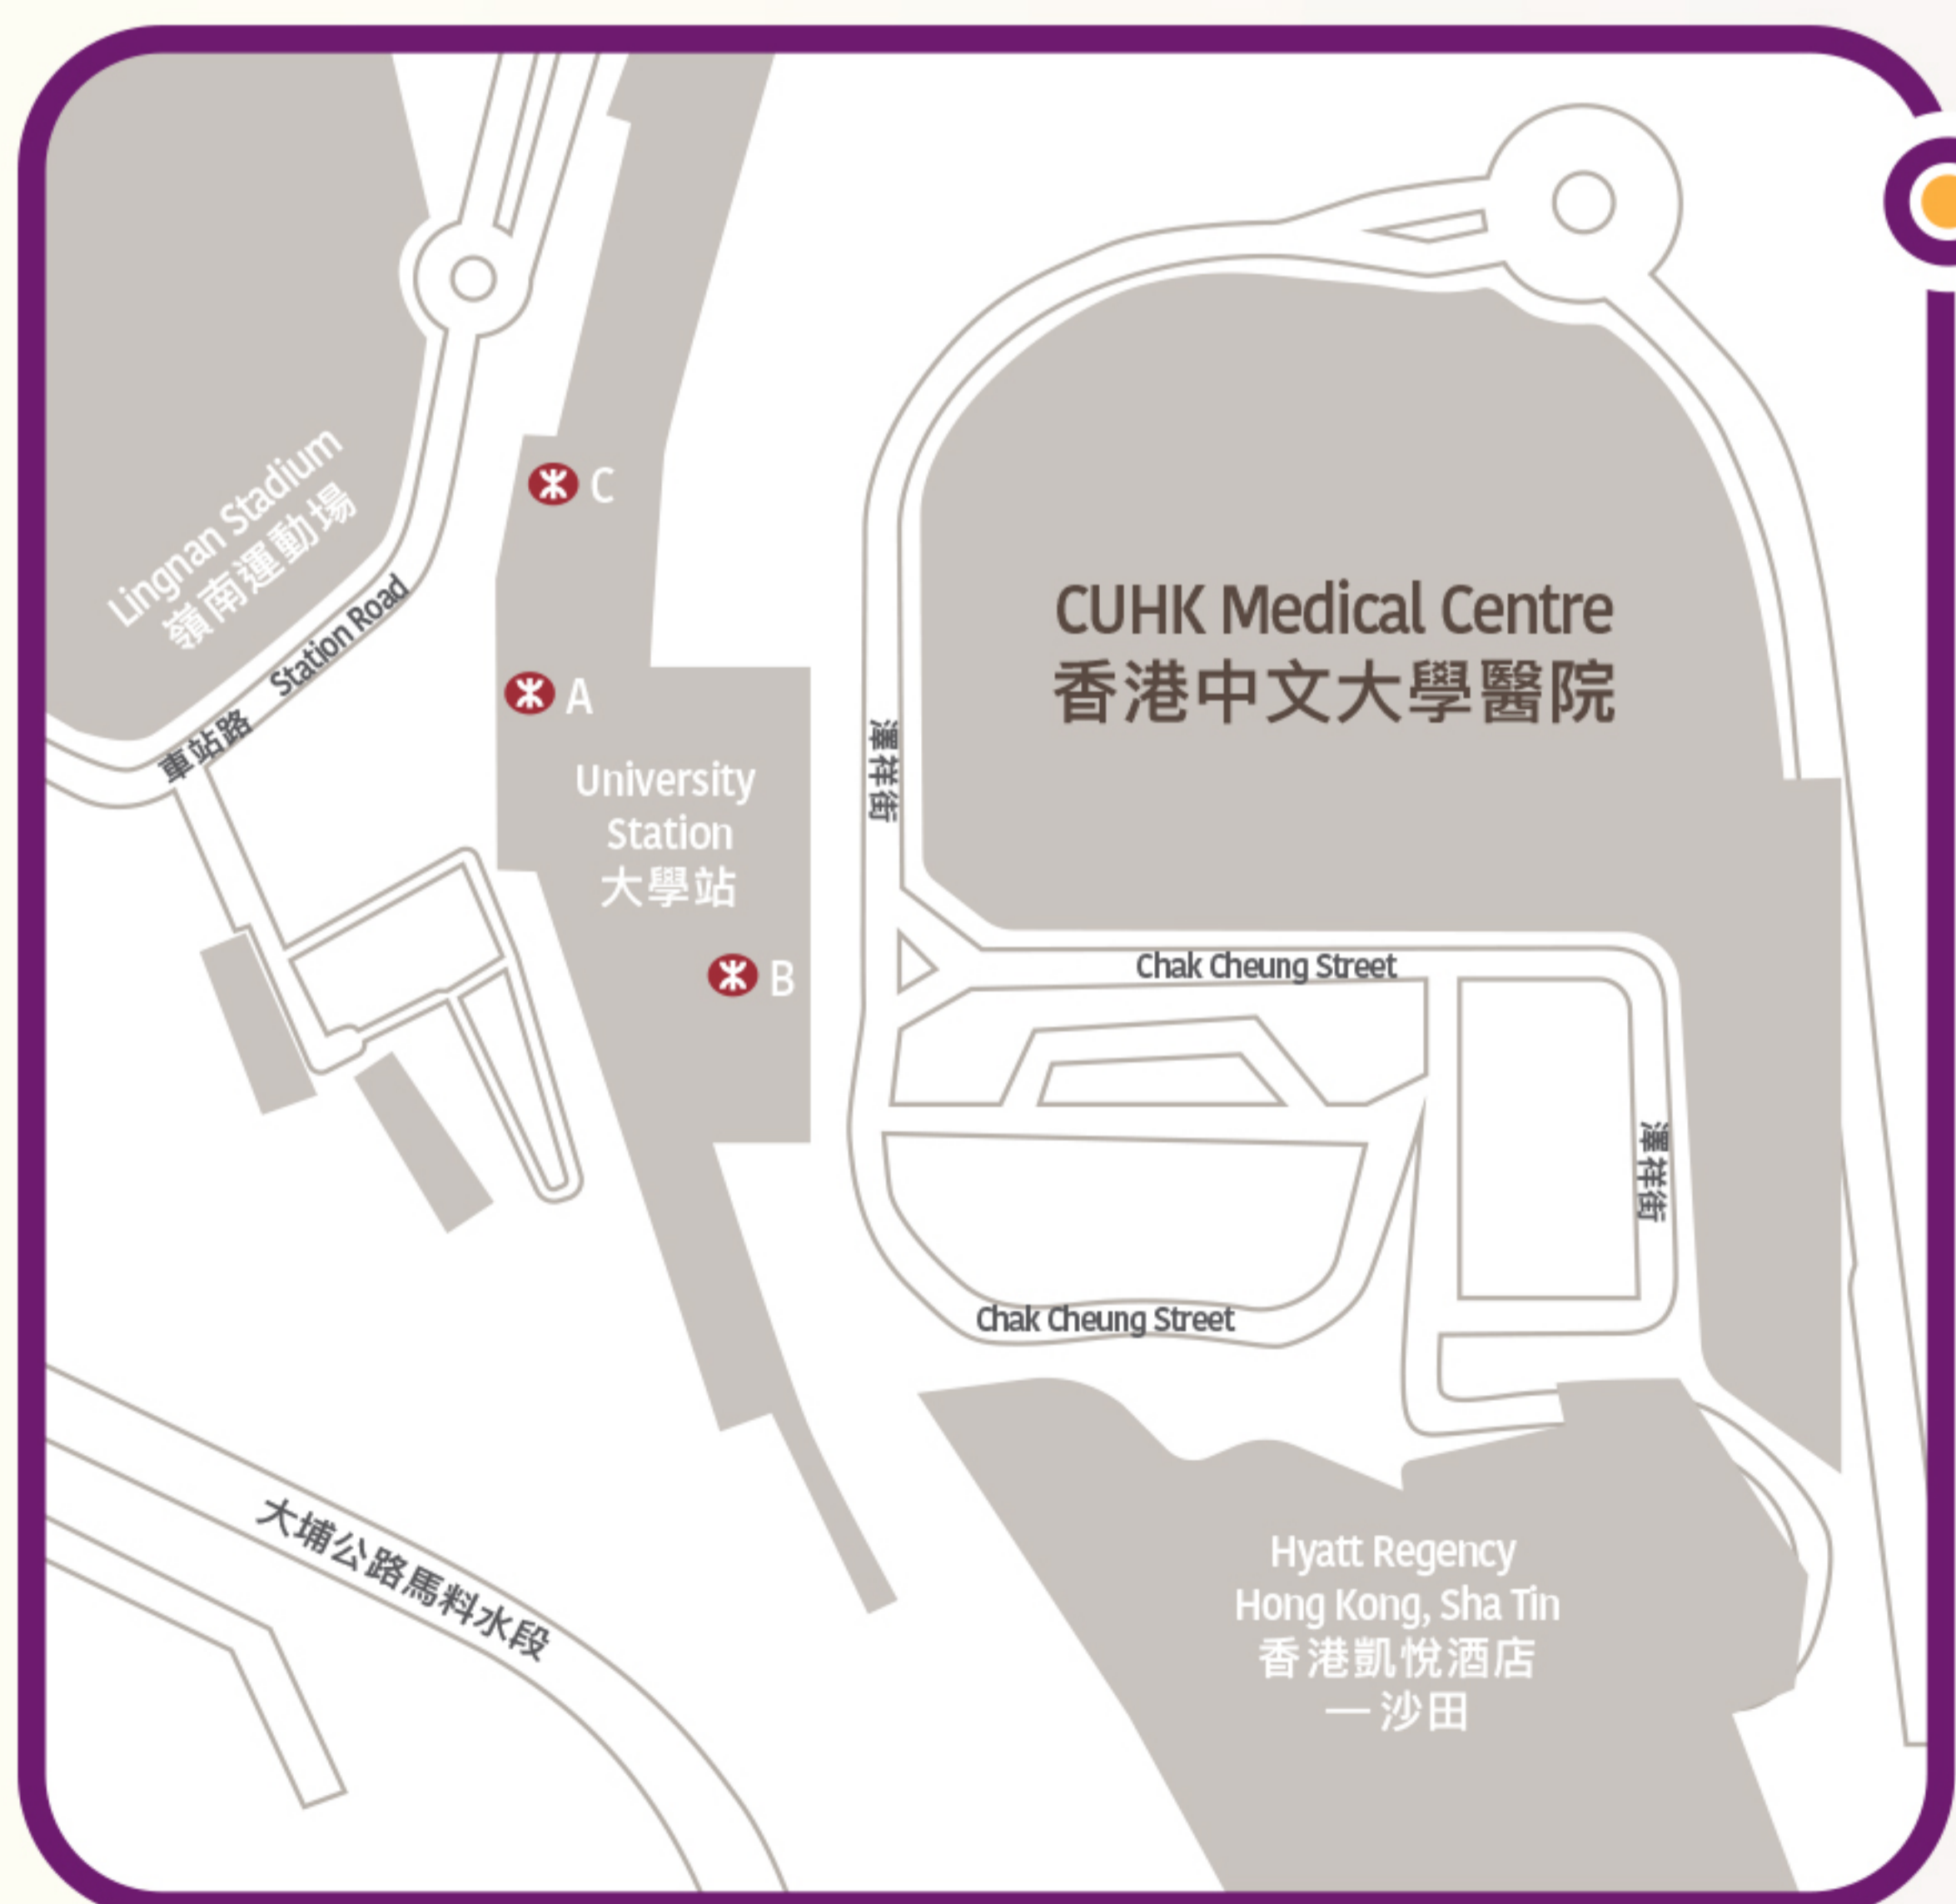 C
Lingnan Stadium
嶺南運動場
Station Road
車站路
A
University
Station
大學站
B
CUHK Medical Centre
香港中文大學醫院
澤祥街
Chak Cheung Street
澤祥街
Chak Cheung Street
大埔公路馬料水段
Hyatt Regency
Hong Kong, Sha Tin
香港凱悅酒店
— 沙田